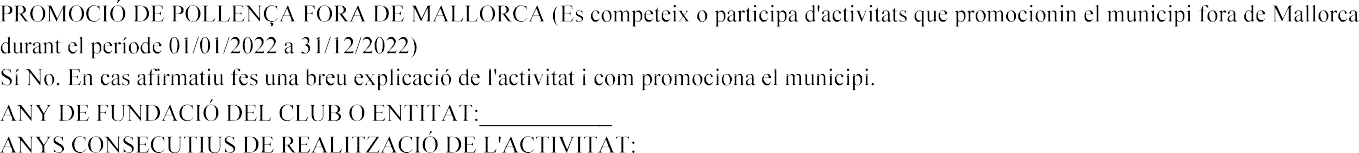 PROMOCIÓ DE POLLENÇA FORA DE MALLORCA (Es competeix o participa d'activitats que promocionin el municipi fora de Mallorca
durant el període 01/01/2022 a 31/12/2022)
Sí No. En cas afirmatiu fes una breu explicació de l'activitat i com promociona el municipi.
ANY DE FUNDACIÓ DEL CLUB O ENTITAT:____________
ANYS CONSECUTIUS DE REALITZACIÓ DE L'ACTIVITAT: